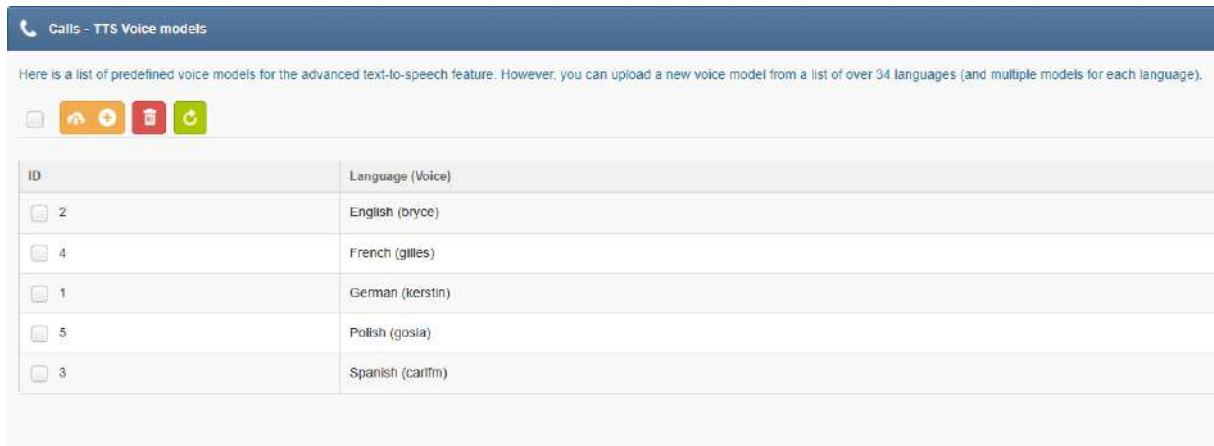 Calls - TTS Voice models
Here is a list of predefined voice models for the advanced text-to-speech feature. However, you can upload a new voice model from a list of over 34 languages (and multiple models for each language).
ID Language (Voice)
2 English (bryce)
4 French (gilles)
1 German (kerstin)
5 Polish (gosia)
3 Spanish (carlfm)